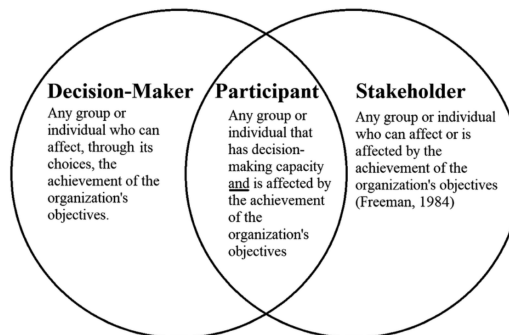 Decision-Maker
Any group or
individual who can
affect, through its
choices, the
achievement of the
organization's
objectives.
Participant
Any group or
individual that
has decision-
making capacity
and is affected by
the achievement
of the
organization's
objectives
Stakeholder
Any group or individual
who can affect or is
affected by the
achievement of the
organization's objectives
(Freeman, 1984)